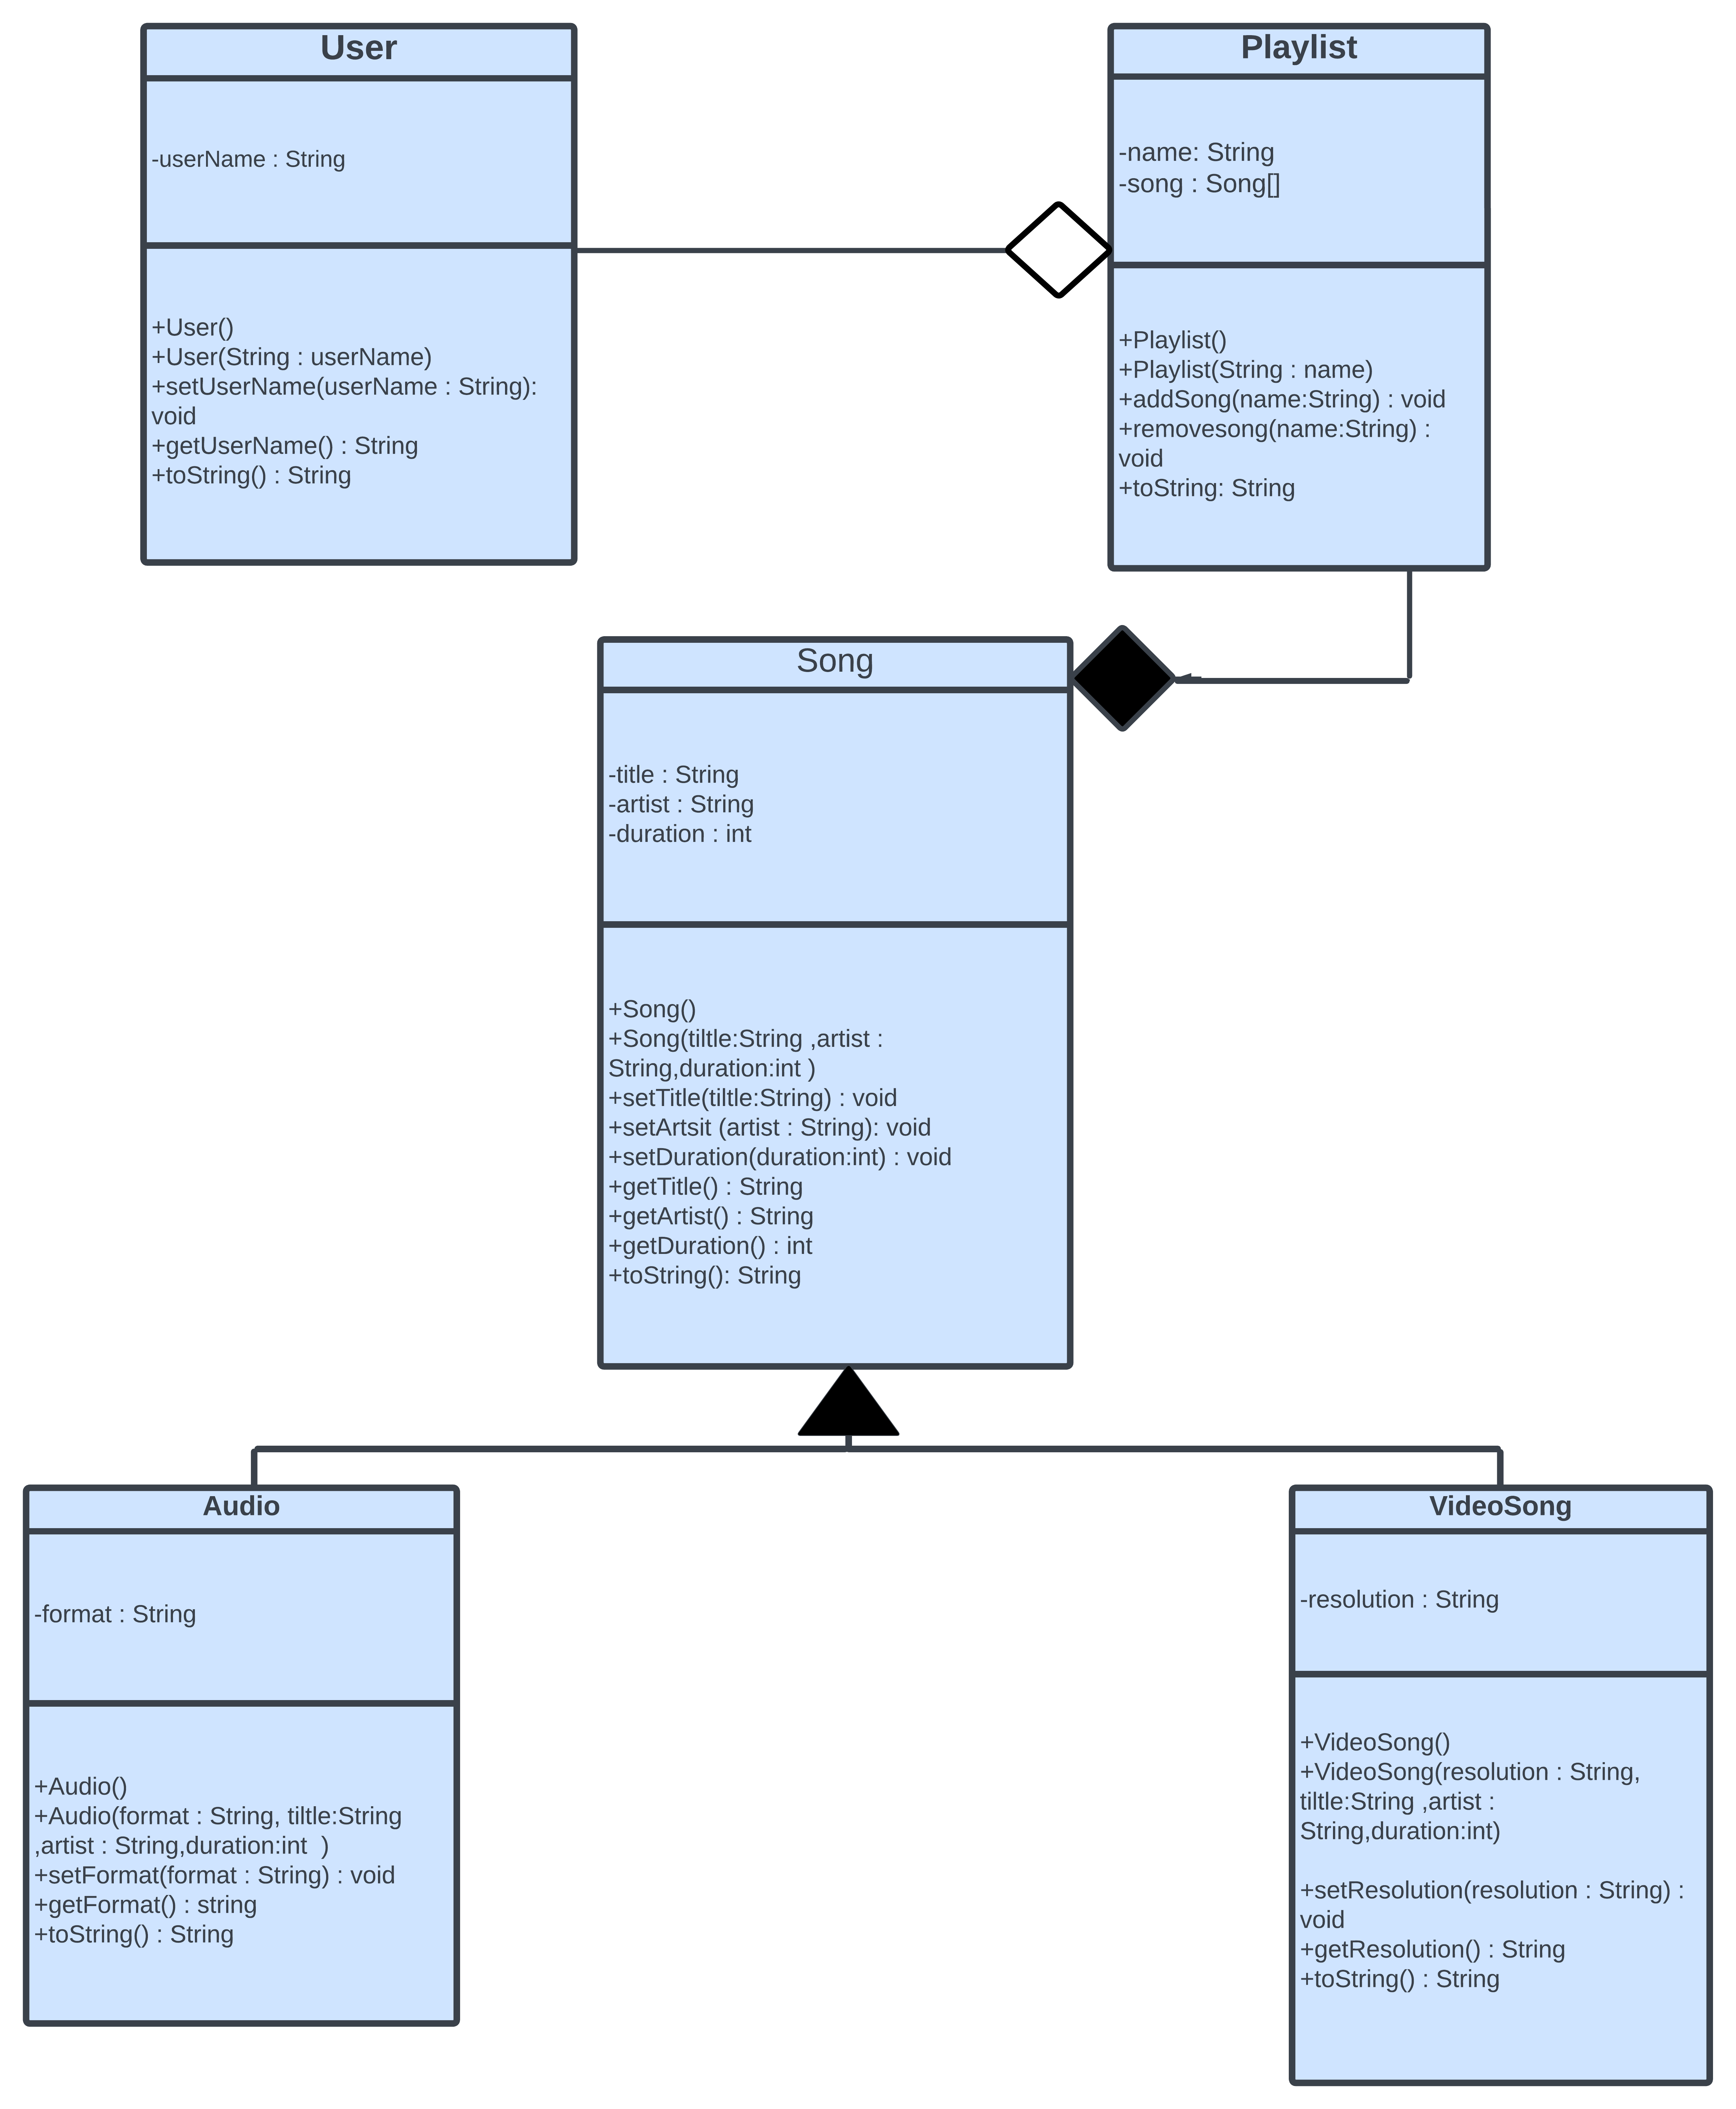 User
-userName : String
+User()
+User(String : userName)
+setUserName(userName : String):
void
+getUserName() : String
+toString() : String
Playlist
-name: String
-song : Song[]
+Playlist()
+Playlist(String : name)
+addSong(name:String) : void
+removesong(name:String) :
void
+toString: String
Song
-title : String
-artist : String
-duration : int
+Song()
+Song(tiltle:String ,artist :
String,duration:int )
+setTitle(tiltle:String) : void
+setArtsit (artist : String): void
+setDuration(duration:int) : void
+getTitle() : String
+getArtist() : String
+getDuration() : int
+toString(): String
Audio
-format : String
+Audio()
+Audio(format : String, tiltle:String
,artist : String,duration:int  )
+setFormat(format : String) : void
+getFormat() : string
+toString() : String
VideoSong
-resolution : String
+VideoSong()
+VideoSong(resolution : String,
tiltle:String ,artist :
String,duration:int)
+setResolution(resolution : String) :
void
+getResolution() : String
+toString() : String